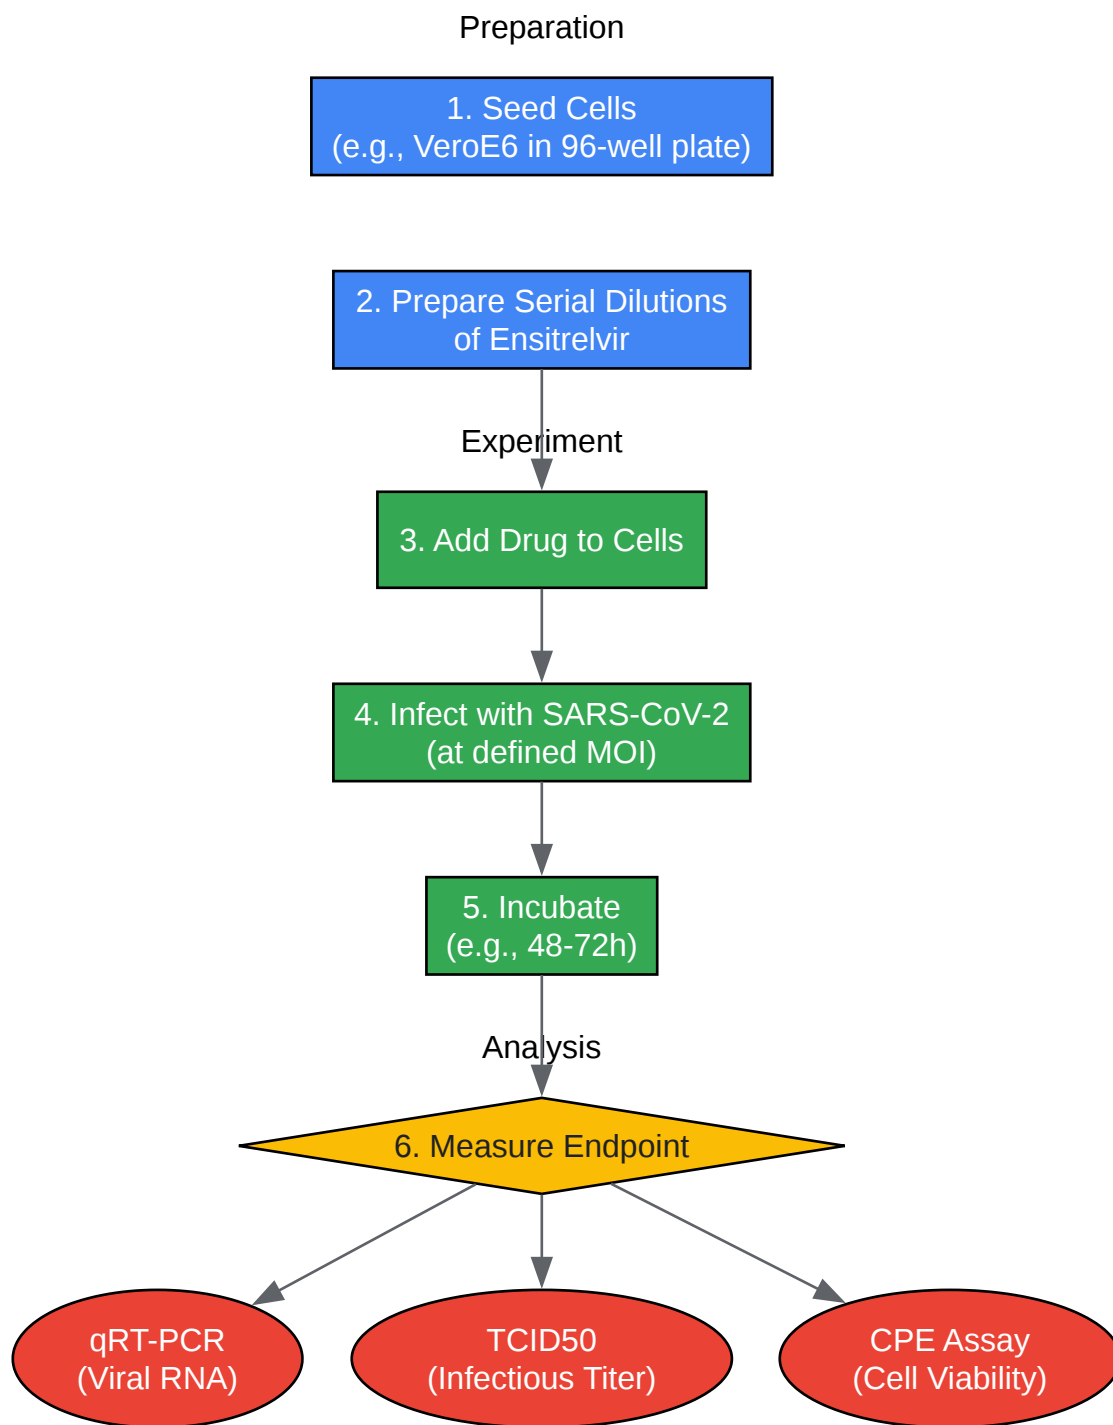 Preparation
1. Seed Cells
(e.g., VeroE6 in 96-well plate)
2. Prepare Serial Dilutions
of Ensitrelvir
Experiment
3. Add Drug to Cells
4. Infect with SARS-CoV-2
(at defined MOI)
5. Incubate
(e.g., 48-72h)
Analysis
6. Measure Endpoint
qRT-PCR
(Viral RNA)
TCID50
(Infectious Titer)
CPE Assay
(Cell Viability)